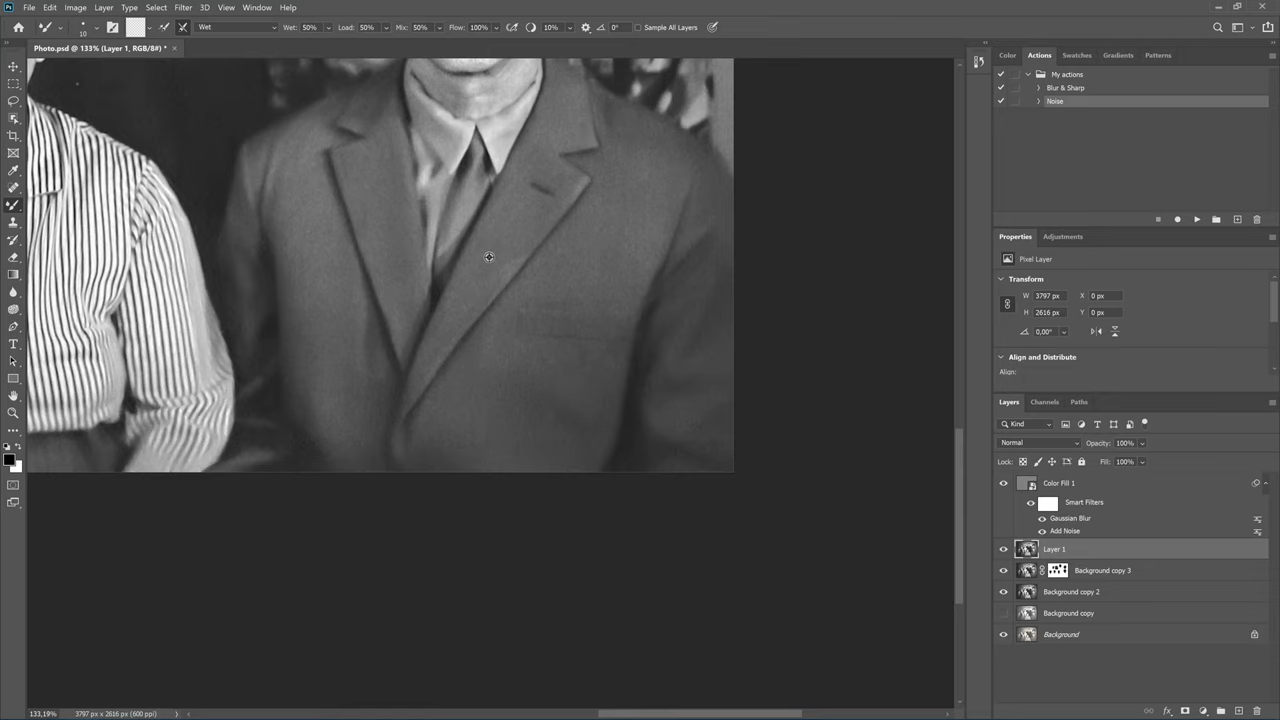 File Edit Image Layer Type Select Filter 3D View Window Help
10 Wet Wet: 50% Load: 50% Mix: 50% Flow: 100% 10% 0° Sample All Layers
Photo.psd @ 133% (Layer 1, RGB/8#) * ×
Color Actions Swatches Gradients Patterns
My actions
Blur & Sharp
Noise
Properties Adjustments
Pixel Layer
Transform
W 3797 px X 0 px
H 2616 px Y 0 px
0,00°
Align and Distribute
Align:
Layers Channels Paths
Kind
Normal Opacity: 100%
Lock: Fill: 100%
Color Fill 1
Smart Filters
Gaussian Blur
Add Noise
Layer 1
Background copy 3
Background copy 2
Background copy
Background
133,19% 3797 px x 2616 px (600 ppi)